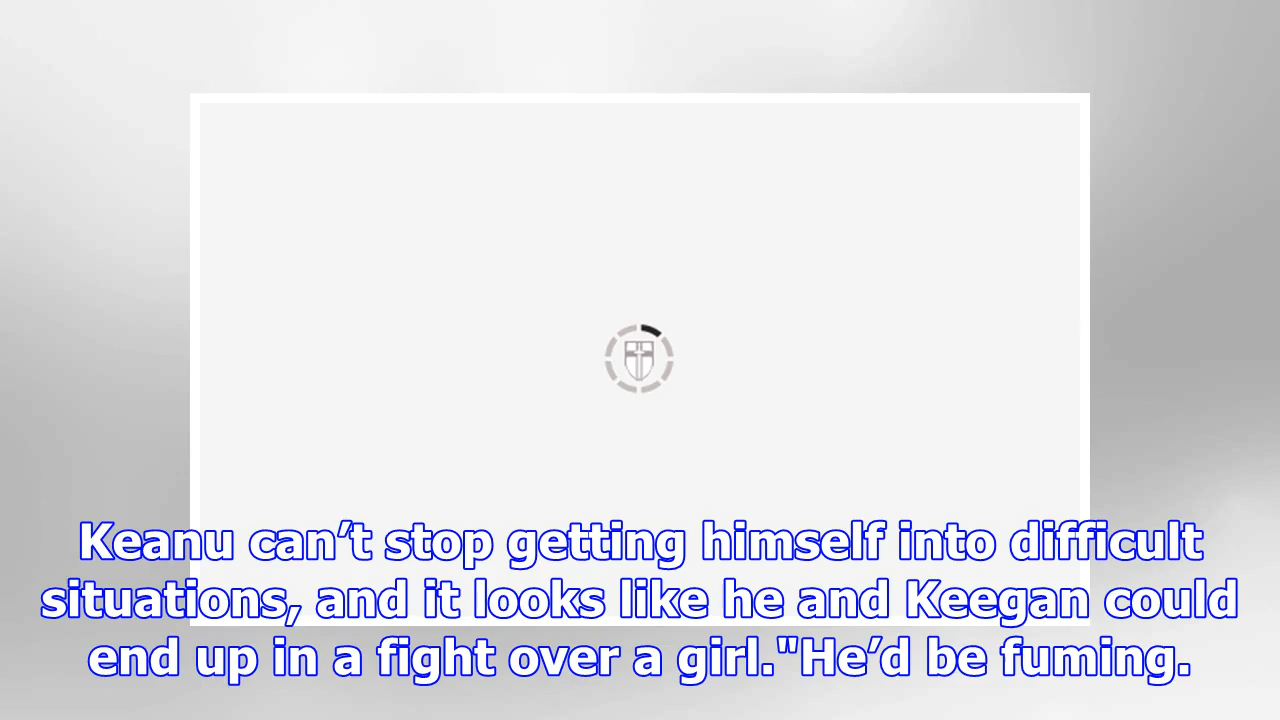 Keanu can’t stop getting himself into difficult
situations, and it looks like he and Keegan could
end up in a fight over a girl."He’d be fuming.